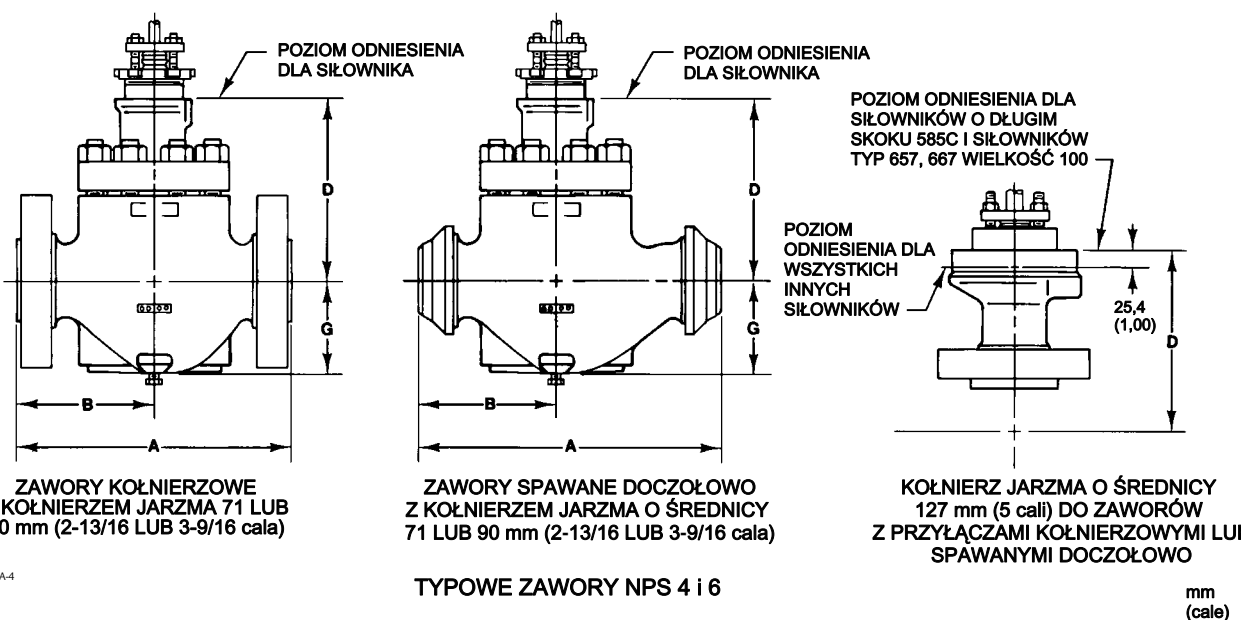 POZIOM ODNIESIENIA
DLA SIŁOWNIKA
D
G
B
A
ZAWORY KOŁNIERZOWE
KOŁNIERZEM JARZMA 71 LUB
0 mm (2-13/16 LUB 3-9/16 cala)
POZIOM ODNIESIENIA
DLA SIŁOWNIKA
D
G
B
A
ZAWORY SPAWANE DOCZOŁOWO
Z KOŁNIERZEM JARZMA O ŚREDNICY
71 LUB 90 mm (2-13/16 LUB 3-9/16 cala)
POZIOM ODNIESIENIA DLA
SIŁOWNIKÓW O DŁUGIM
SKOKU 585C I SIŁOWNIKÓW
TYP 657, 667 WIELKOŚĆ 100
POZIOM
ODNIESIENIA DLA
WSZYSTKICH
INNYCH
SIŁOWNIKÓW
25,4
(1,00)
D
KOŁNIERZ JARZMA O ŚREDNICY
127 mm (5 cali) DO ZAWORÓW
Z PRZYŁĄCZAMI KOŁNIERZOWYMI LU
SPAWANYMI DOCZOŁOWO
A-4
TYPOWE ZAWORY NPS 4 i 6
mm
(cale)